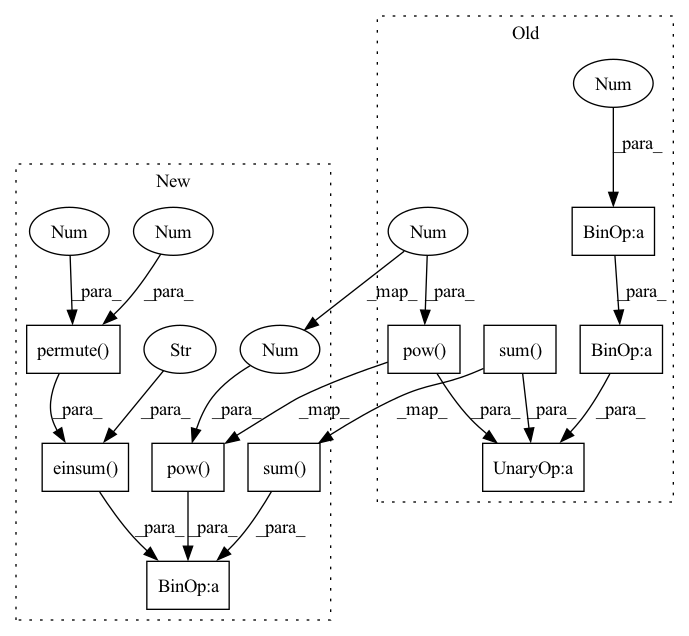 Old
Num
_para_
New
Num
Num
Num
BinOp:a
_para_
_para_
_map_
_para_
_para_
permute()
Str
Num
pow()
sum()
BinOp:a
_para_
_para_
_para_
_map_
_map_
_para_
_para_
_para_
einsum()
pow()
sum()
UnaryOp:a
_para_
_para_
_para_
BinOp:a